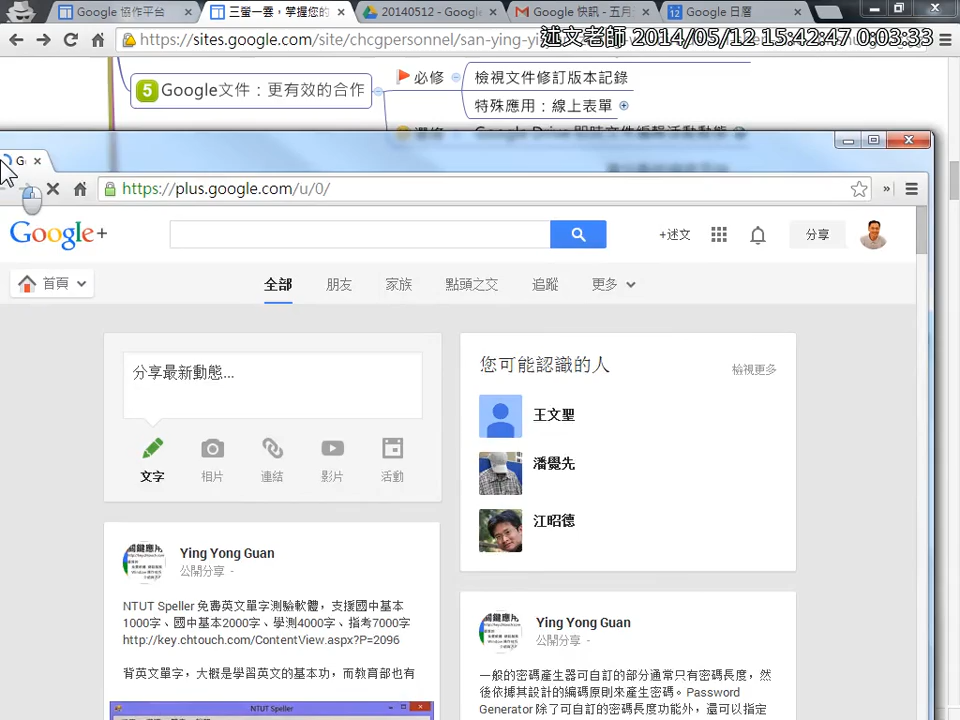 Google 協作平台
三螢一雲，掌握您的
20140512 - Google
Google 快訊 - 五月
12
Google 日曆
https://sites.google.com/site/chcgpersonnel/san-ying-yi
述文老師 2014/05/12 15:42:47 0:03:33
5 Google文件：更有效的合作
必修
檢視文件修訂版本記錄
特殊應用：線上表單
G
https://plus.google.com/u/0/
Google+
+述文
分享
首頁
全部
朋友
家族
點頭之交
追蹤
更多
分享最新動態...
文字
相片
連結
影片
活動
您可能認識的人
檢視更多
王文聖
潘覺先
江昭德
Ying Yong Guan
公開分享 -
NTUT Speller 免費英文單字測驗軟體，支援國中基本
1000字、國中基本2000字、學測4000字、指考7000字
http://key.chtouch.com/ContentView.aspx?P=2096
背英文單字，大概是學習英文的基本功，而教育部也有
NTUT Speller
Ying Yong Guan
公開分享 -
一般的密碼產生器可自訂的部分通常只有密碼長度，然
後依據其設計的編碼原則來產生密碼。Password
Generator 除了可自訂的密碼長度功能外，還可以指定